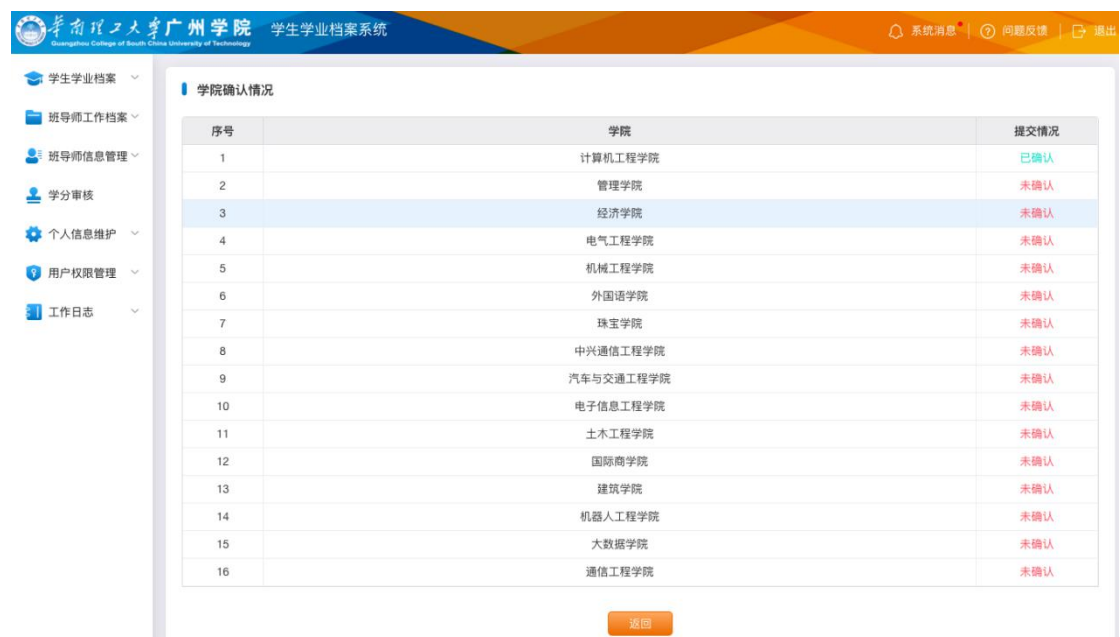 华南理工大学广州学院 学生学业档案系统 系统消息 问题反馈 退出
Guangzhou College of South China University of Technology
学生学业档案
班导师工作档案
班导师信息管理
学分审核
个人信息维护
用户权限管理
工作日志
学院确认情况
序号 学院 提交情况
1 计算机工程学院 已确认
2 管理学院 未确认
3 经济学院 未确认
4 电气工程学院 未确认
5 机械工程学院 未确认
6 外国语学院 未确认
7 珠宝学院 未确认
8 中兴通信工程学院 未确认
9 汽车与交通工程学院 未确认
10 电子信息工程学院 未确认
11 土木工程学院 未确认
12 国际商学院 未确认
13 建筑学院 未确认
14 机器人工程学院 未确认
15 大数据学院 未确认
16 通信工程学院 未确认
返回